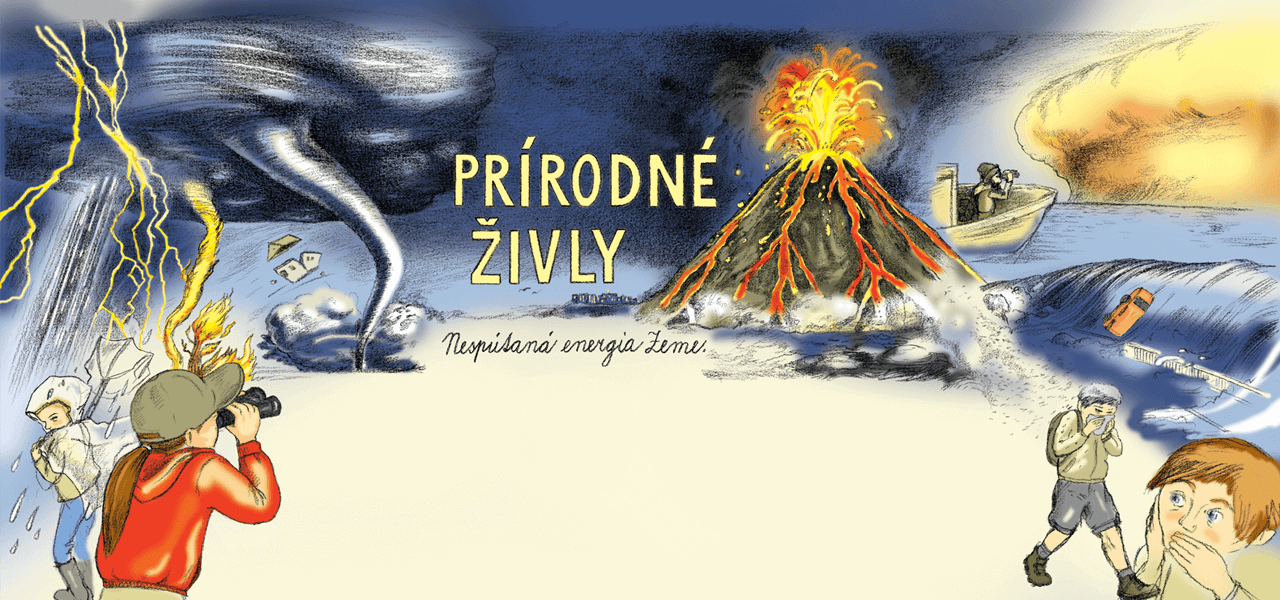 PRÍRODNÉ
ŽIVLY
Nespútaná energia Zeme.